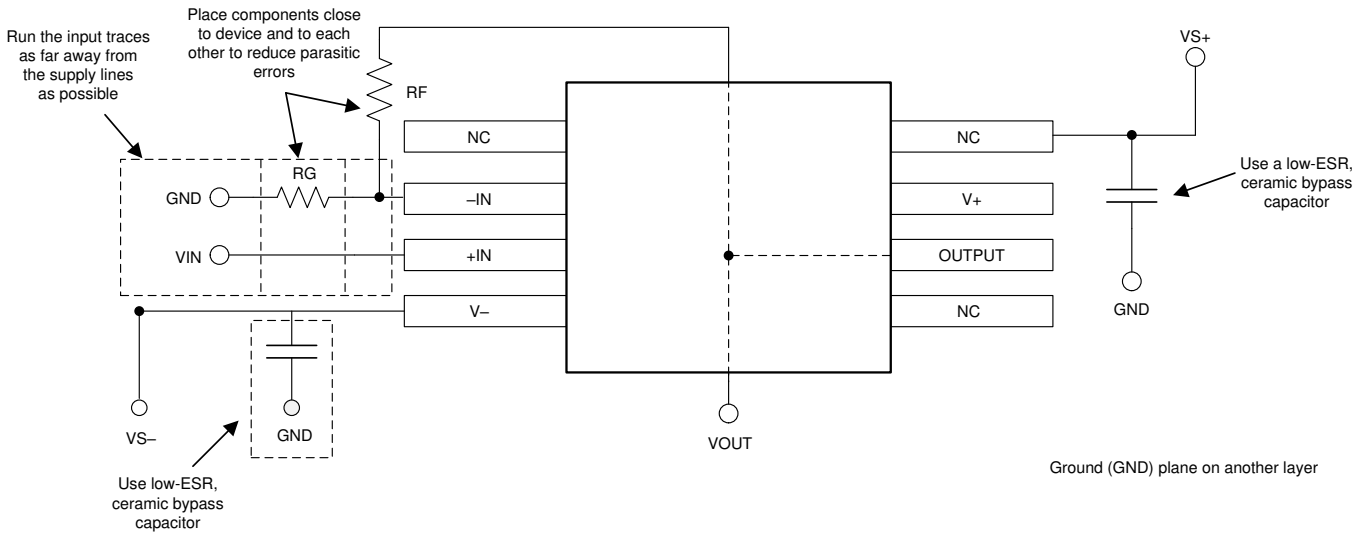 Run the input traces
as far away from
the supply lines
as possible
Place components close
to device and to each
other to reduce parasitic
errors
RF
RG
GND
VIN
NC
–IN
+IN
V–
NC
V+
OUTPUT
NC
VS+
Use a low-ESR,
ceramic bypass
capacitor
GND
VS–
GND
VOUT
Use low-ESR,
ceramic bypass
capacitor
Ground (GND) plane on another layer